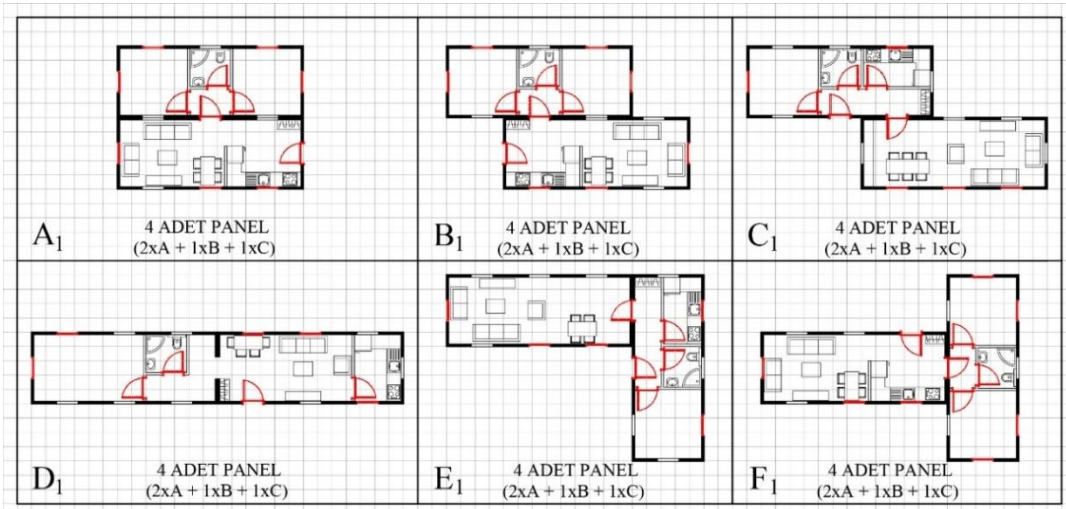 A1
4 ADET PANEL
(2xA + 1xB + 1xC)
B1
4 ADET PANEL
(2xA + 1xB + 1xC)
C1
4 ADET PANEL
(2xA + 1xB + 1xC)
D1
4 ADET PANEL
(2xA + 1xB + 1xC)
E1
4 ADET PANEL
(2xA + 1xB + 1xC)
F1
4 ADET PANEL
(2xA + 1xB + 1xC)